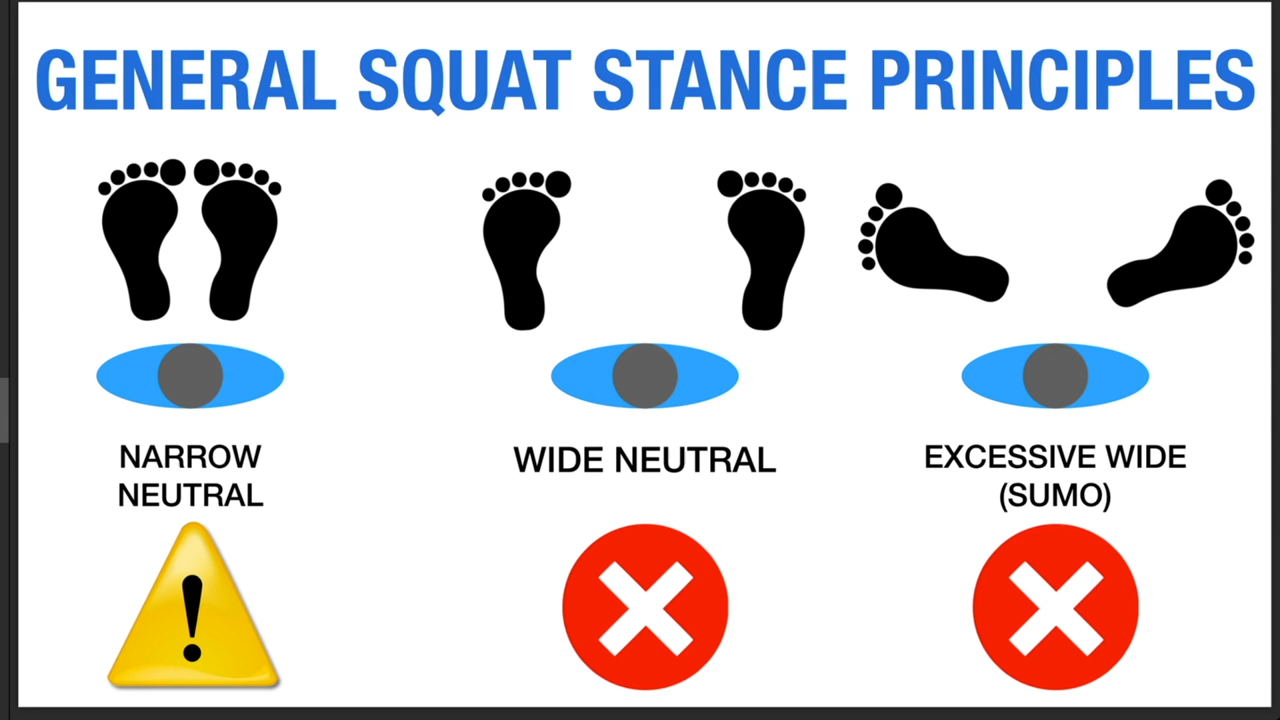 GENERAL SQUAT STANCE PRINCIPLES
NARROW
NEUTRAL
WIDE NEUTRAL
EXCESSIVE WIDE
(SUMO)